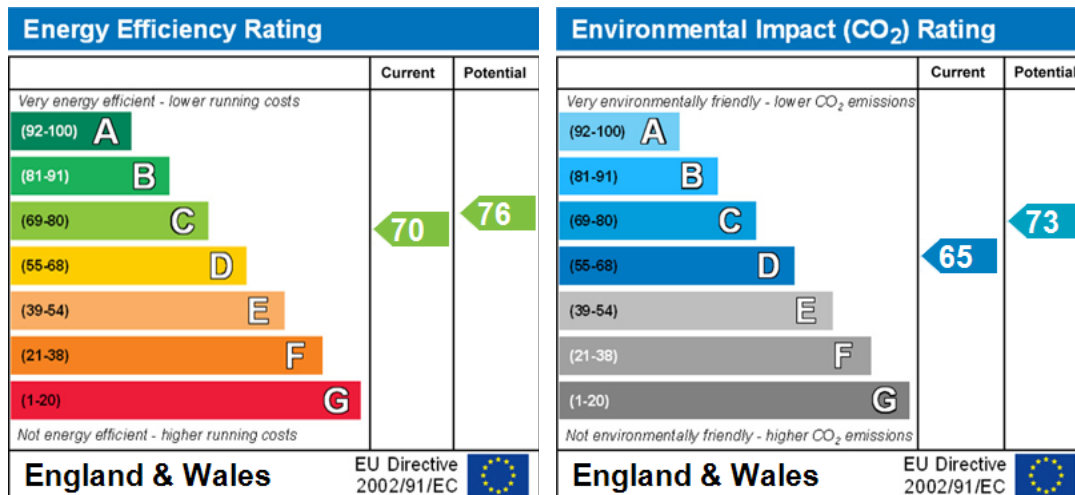 Energy Efficiency Rating
Current Potential
Very energy efficient - lower running costs
(92-100) A
(81-91) B
(69-80) C
(55-68) D
(39-54) E
(21-38) F
(1-20) G
70
76
Not energy efficient - higher running costs
England & Wales
EU Directive
2002/91/EC
Environmental Impact (CO₂) Rating
Current Potential
Very environmentally friendly - lower CO₂ emissions
(92-100) A
(81-91) B
(69-80) C
(55-68) D
(39-54) E
(21-38) F
(1-20) G
65
73
Not environmentally friendly - higher CO₂ emissions
England & Wales
EU Directive
2002/91/EC